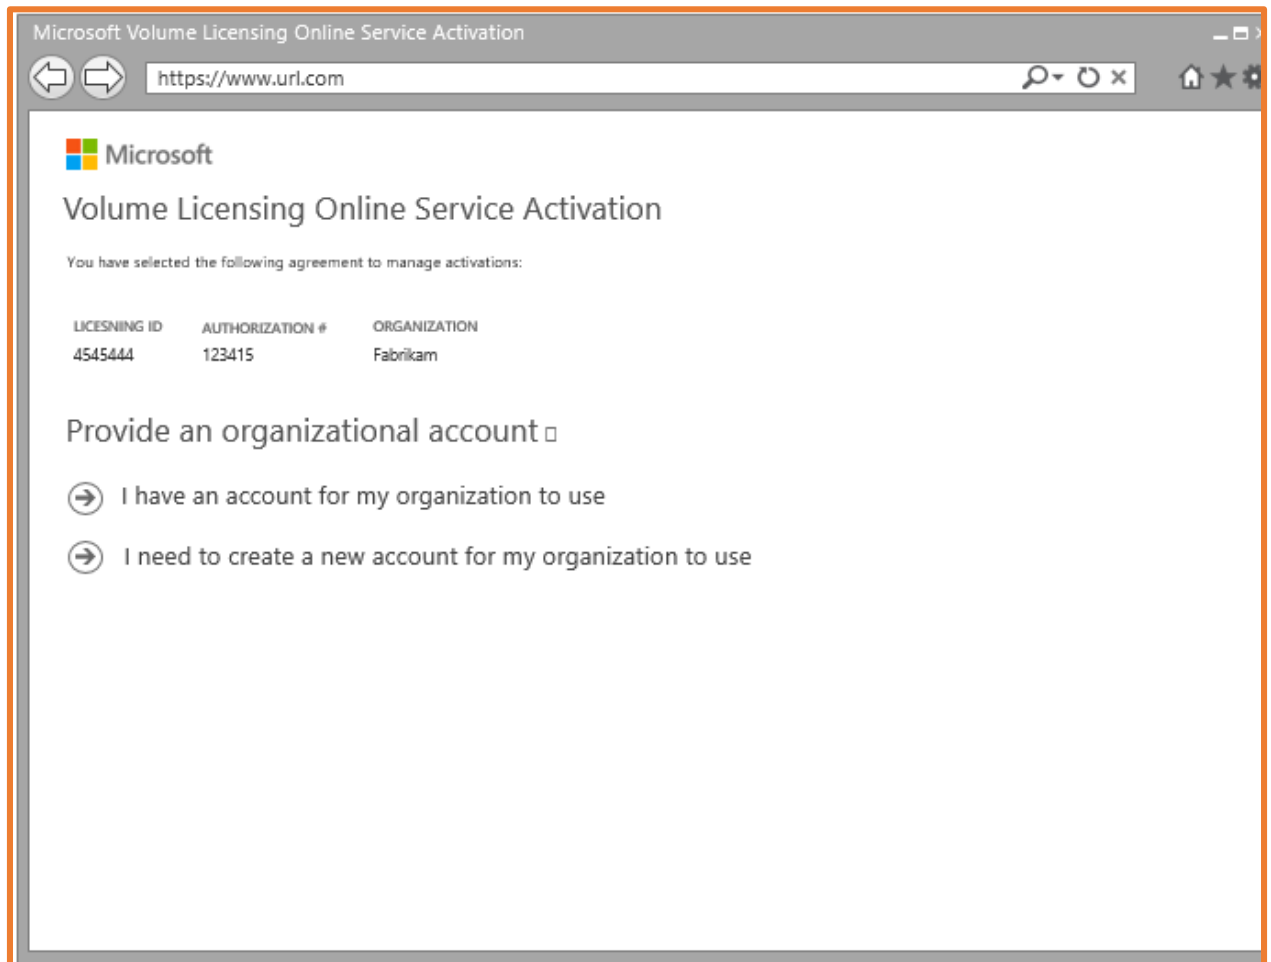 Microsoft Volume Licensing Online Service Activation
https://www.url.com
Microsoft
Volume Licensing Online Service Activation
You have selected the following agreement to manage activations:
LICESNING ID AUTHORIZATION # ORGANIZATION
4545444 123415 Fabrikam
Provide an organizational account
I have an account for my organization to use
I need to create a new account for my organization to use